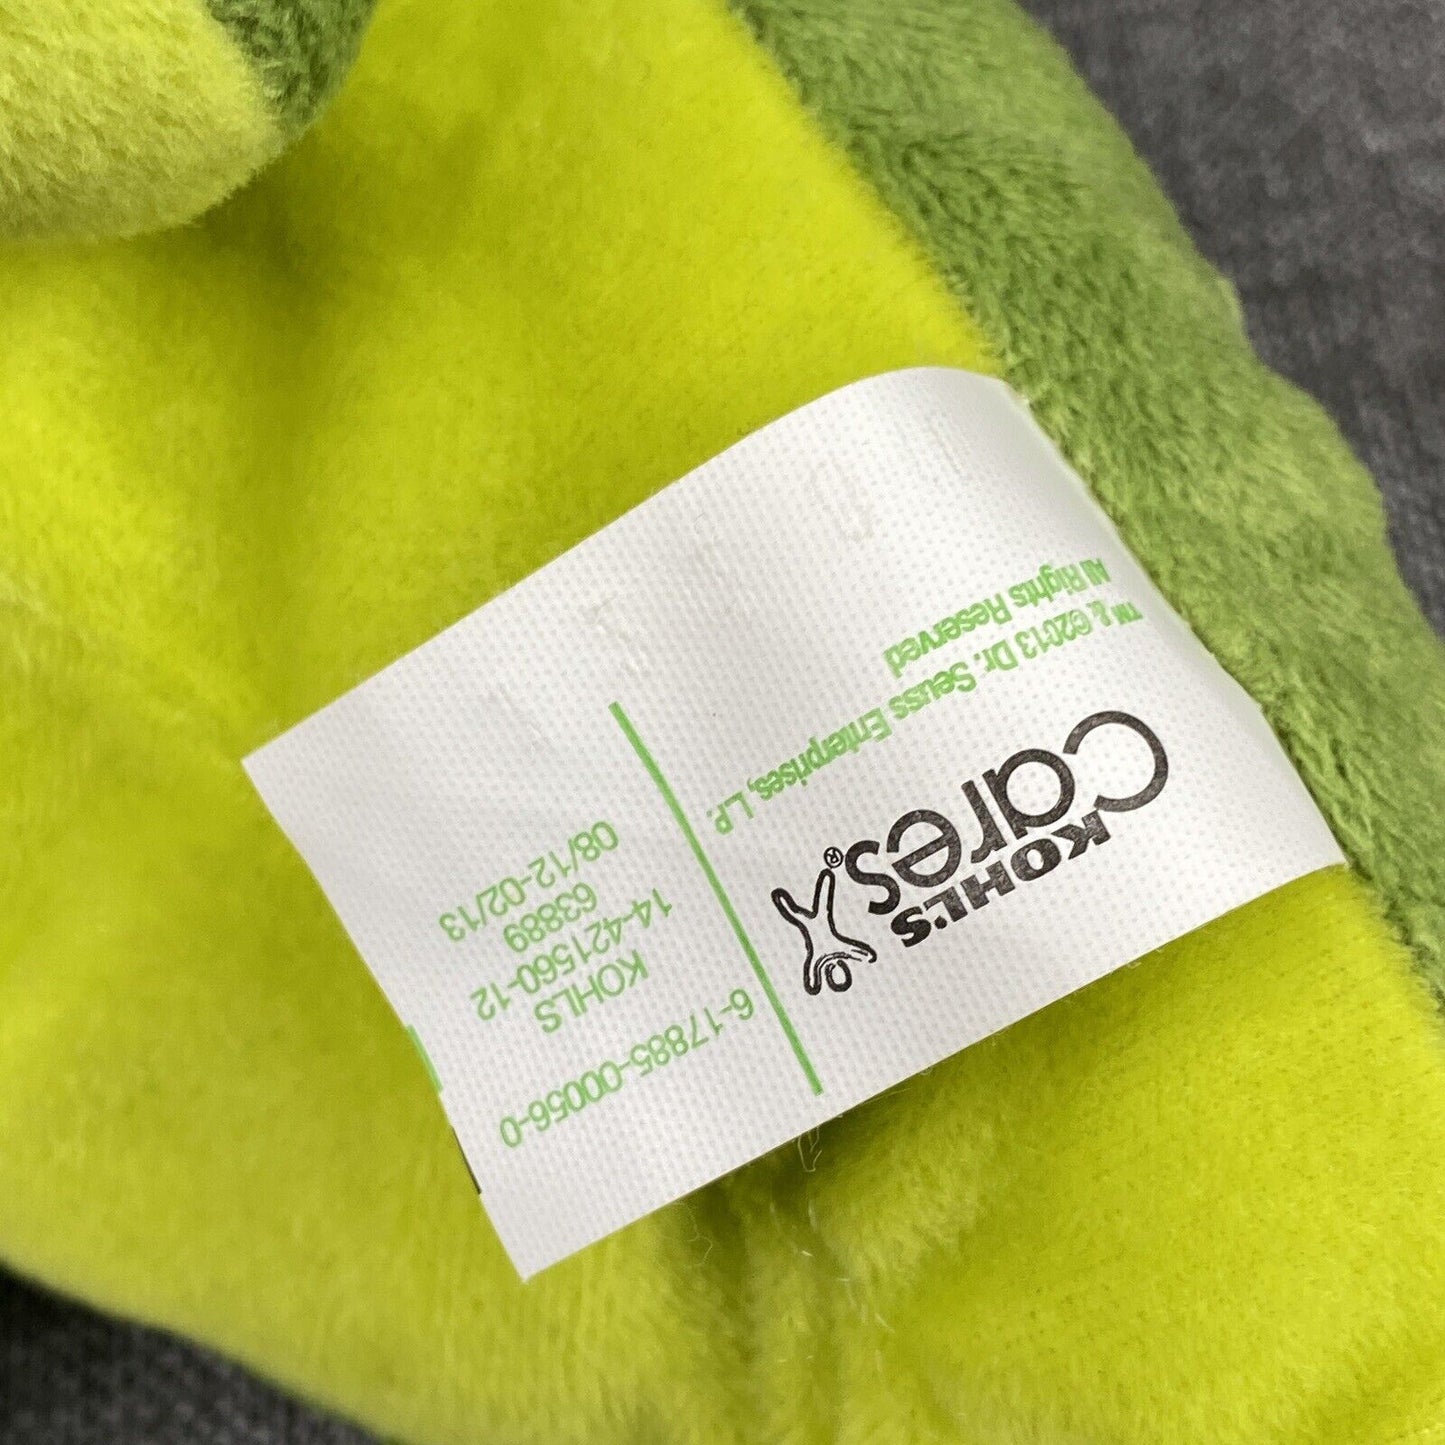 KOHL'S
Cares®
™ & ©2013 Dr. Seuss Enterprises, L.P.
All Rights Reserved
6-17885-00056-0
KOHLS
14-421560-12
63889
08/12-02/13